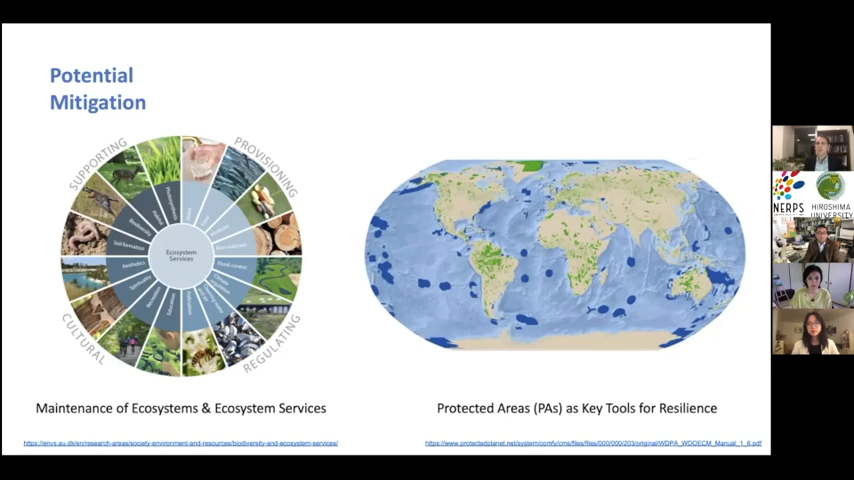 Potential
Mitigation
SUPPORTING
PROVISIONING
CULTURAL
REGULATING
Ecosystem
Services
Photosynthesis
Biodiversity
Soil formation
Aesthetics
Spirituality
Recreation
Education
Pollination
Flood control
Raw materials
Medicine
Food
Maintenance of Ecosystems & Ecosystem Services
Protected Areas (PAs) as Key Tools for Resilience
https://envs.au.dk/en/research-areas/society-environment-and-resources/biodiversity-and-ecosystem-services/
https://www.protectedplanet.net/system/comfy/cms/files/files/000/000/203/original/WDPA_WDOECM_Manual_1_6.pdf
NERPS
HIROSHIMA
UNIVERSITY